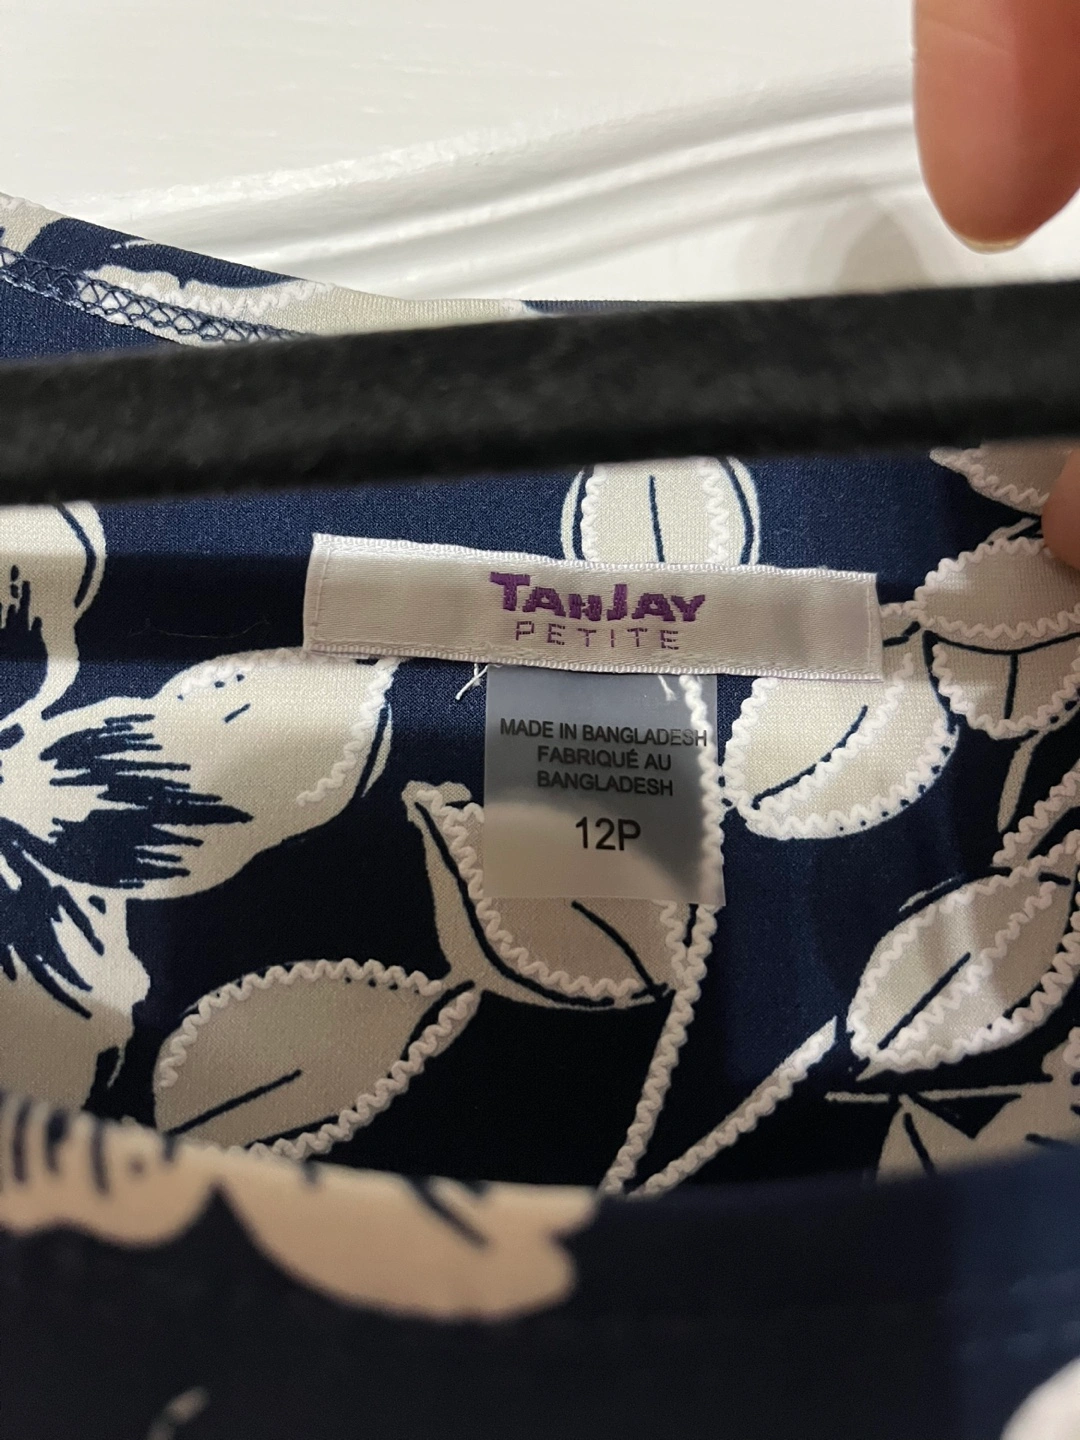 TANJAY
PETITE
MADE IN BANGLADESH
FABRIQUÉ AU
BANGLADESH
12P